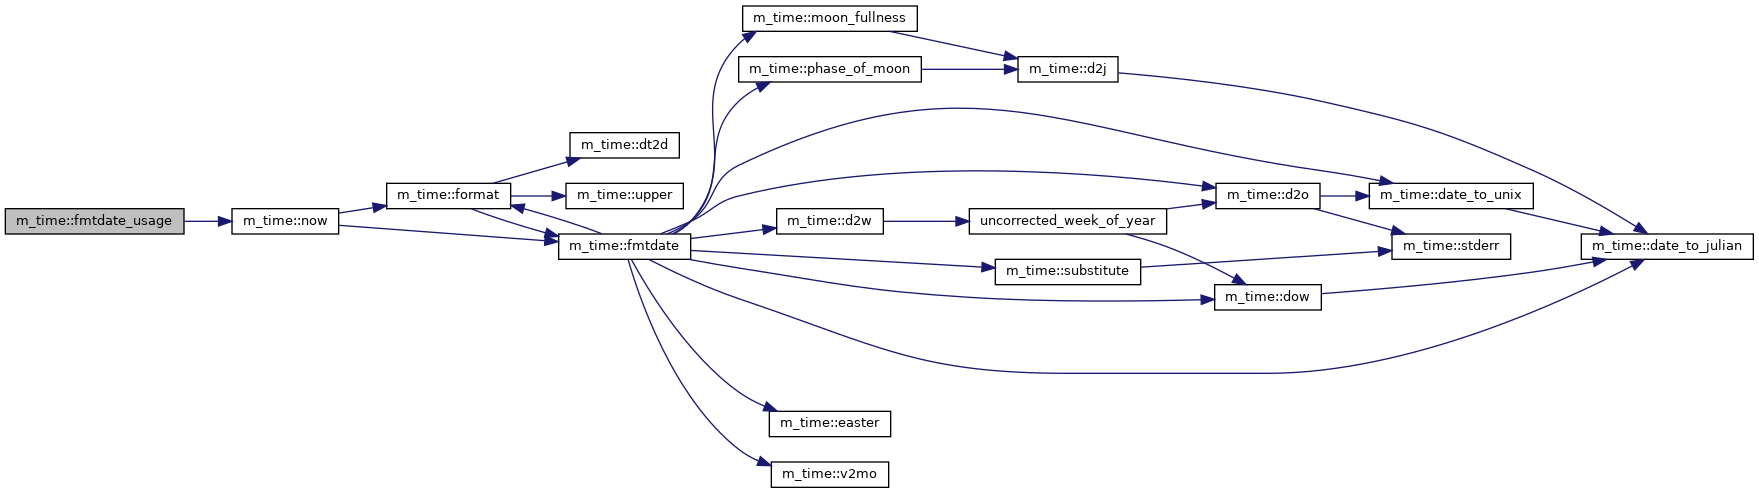 m_time::moon_fullness
m_time::phase_of_moon
m_time::d2j
m_time::dt2d
m_time::format
m_time::upper
m_time::d2o
m_time::date_to_unix
m_time::fmtdate_usage
m_time::now
m_time::d2w
uncorrected_week_of_year
m_time::fmtdate
m_time::stderr
m_time::date_to_julian
m_time::substitute
m_time::dow
m_time::easter
m_time::v2mo